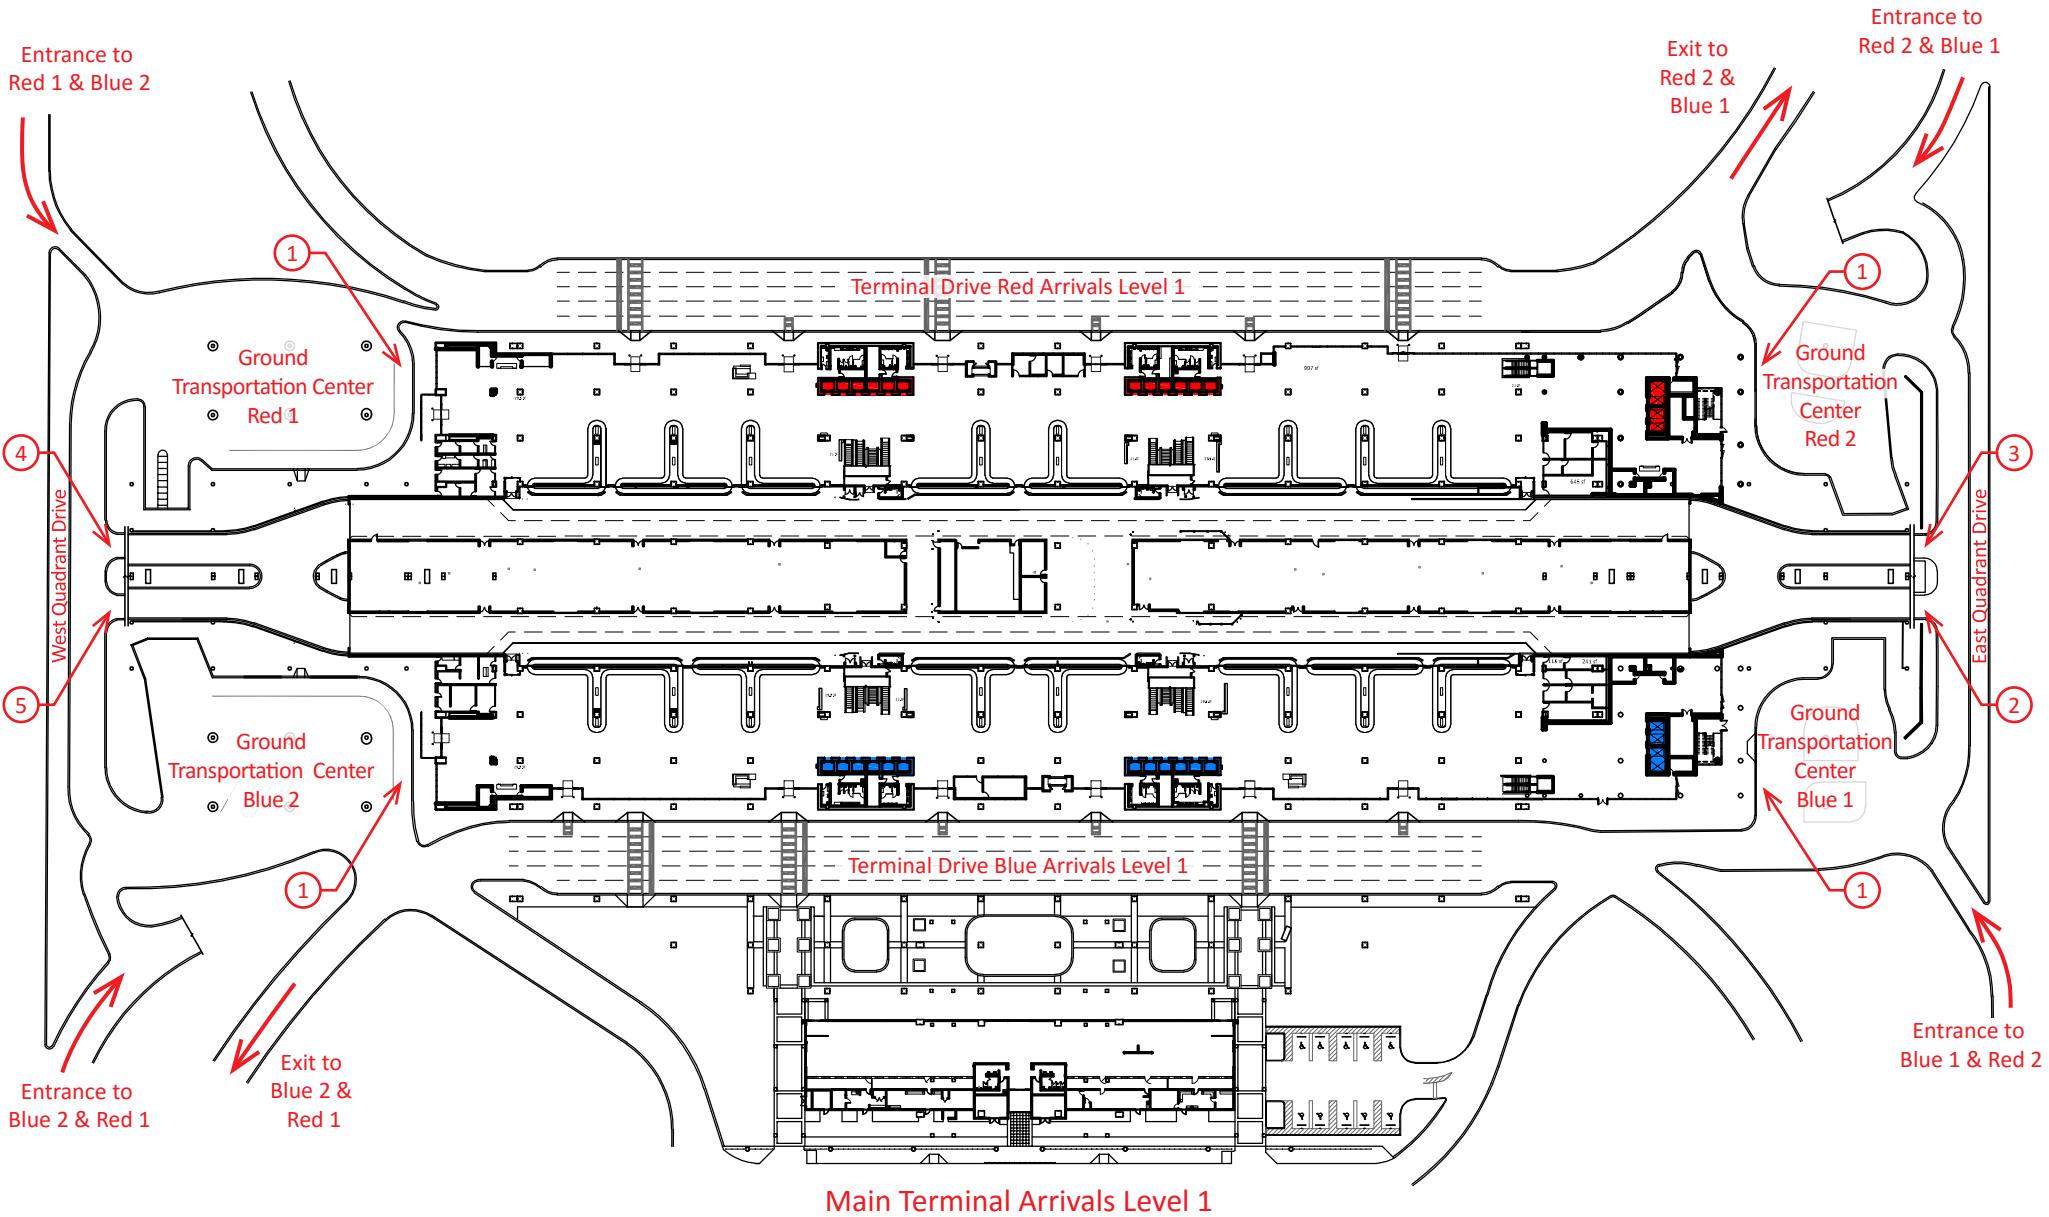 Entrance to
Red 1 & Blue 2
Exit to
Red 2 &
Blue 1
Entrance to
Red 2 & Blue 1
1
Terminal Drive Red Arrivals Level 1
1
Ground
Transportation Center
Red 1
997 sf
Ground
Transportation
Center
Red 2
4
3
645 sf
West Quadrant Drive
East Quadrant Drive
5
2
Ground
Transportation Center
Blue 2
Ground
Transportation
Center
Blue 1
1
Terminal Drive Blue Arrivals Level 1
1
Entrance to
Blue 2 & Red 1
Exit to
Blue 2 &
Red 1
Entrance to
Blue 1 & Red 2
Main Terminal Arrivals Level 1